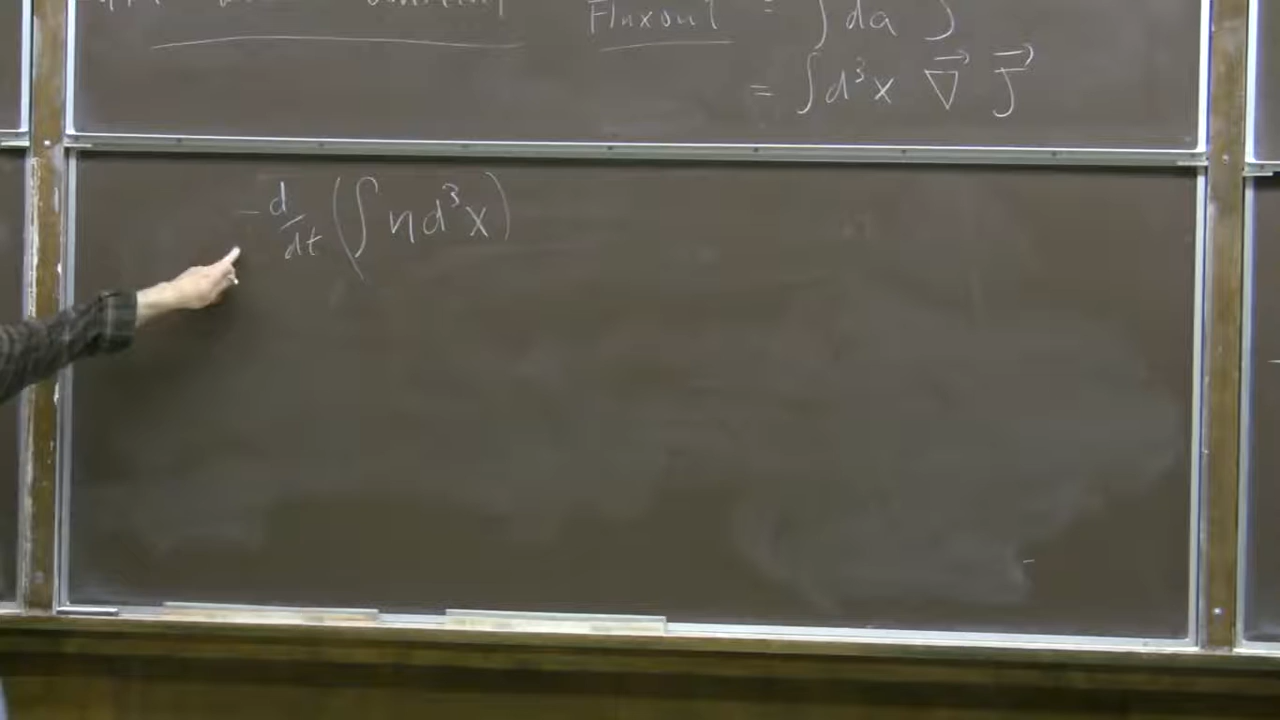 Flux out = ∫ da J
= ∫ d³x ∇⃗ J⃗
- d/dt (∫ n d³x)